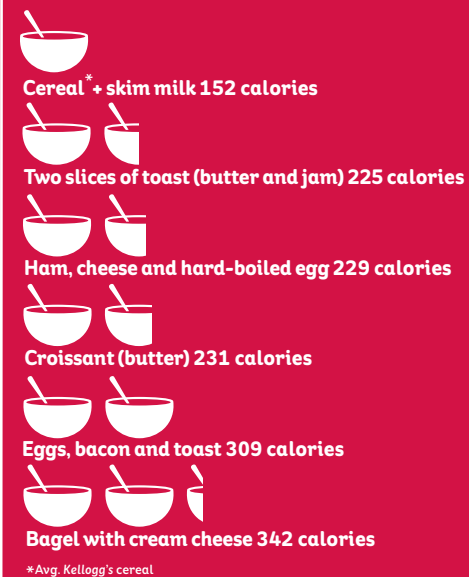 Cereal*+ skim milk 152 calories
Two slices of toast (butter and jam) 225 calories
Ham, cheese and hard-boiled egg 229 calories
Croissant (butter) 231 calories
Eggs, bacon and toast 309 calories
Bagel with cream cheese 342 calories
*Avg. Kellogg's cereal